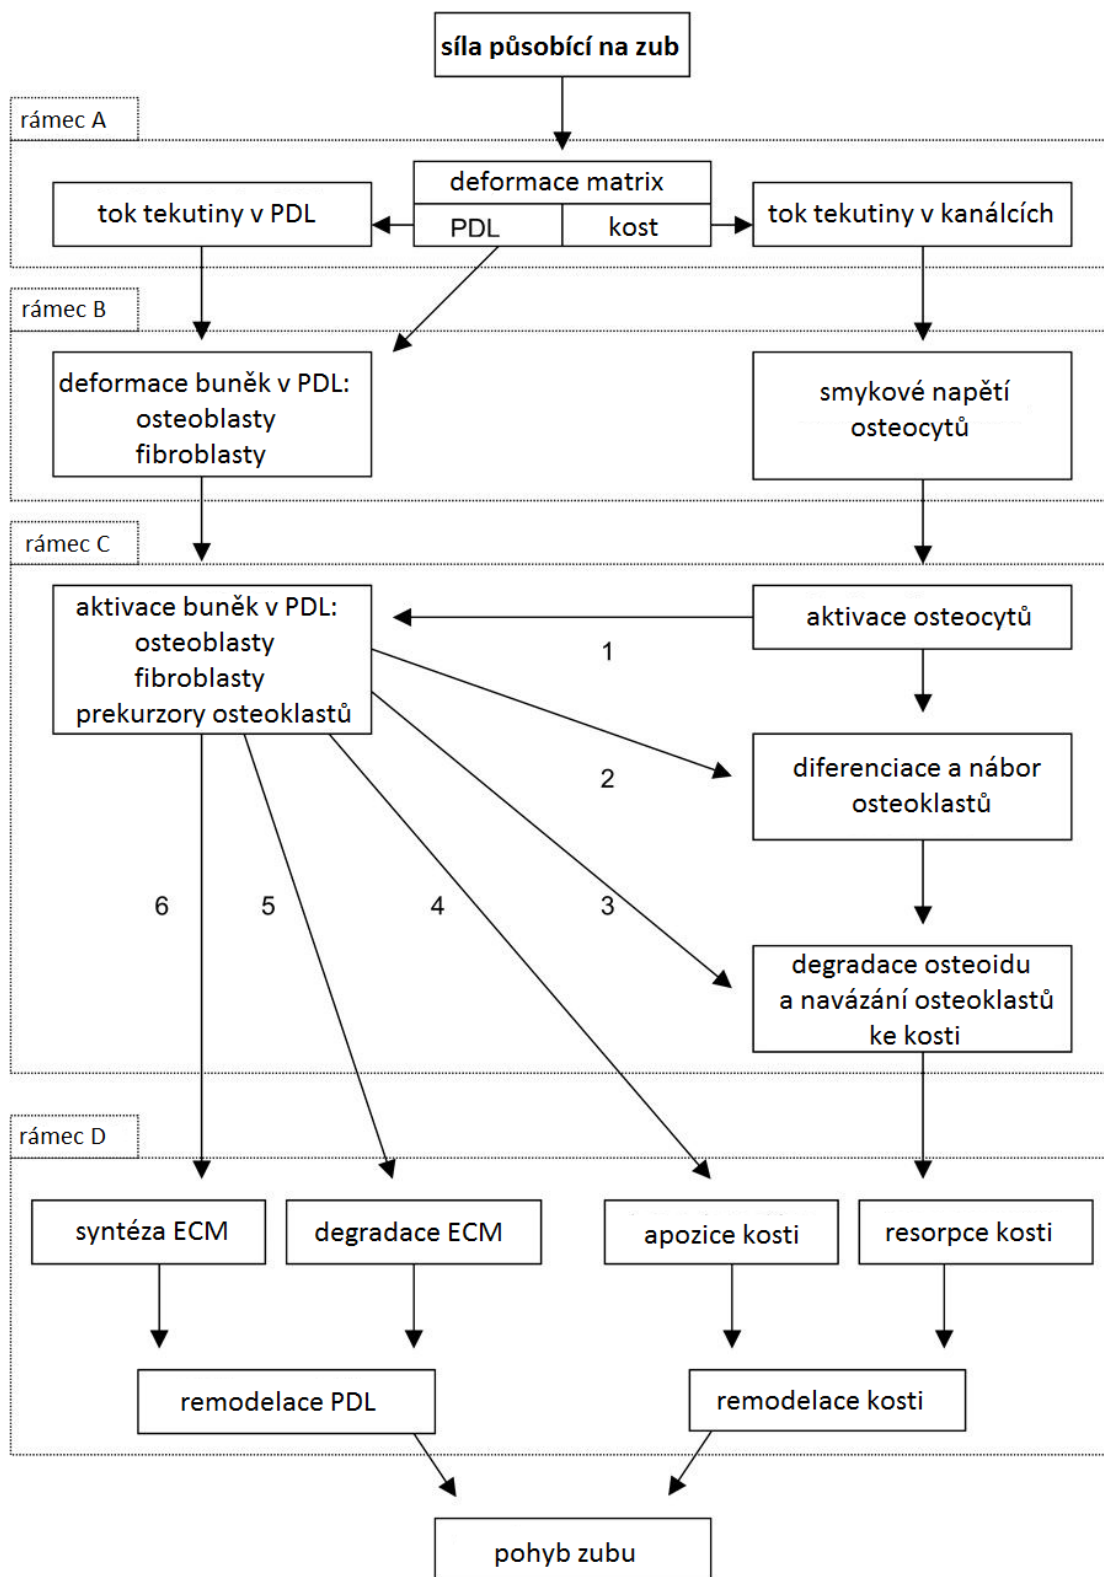 síla působící na zub
rámec A
deformace matrix
tok tekutiny v PDL
PDL
kost
tok tekutiny v kanálcích
rámec B
deformace buněk v PDL:
osteoblasty
fibroblasty
smykové napětí
osteocytů
rámec C
aktivace buněk v PDL:
osteoblasty
fibroblasty
prekurzory osteoklastů
aktivace osteocytů
1
diferenciace a nábor
osteoklastů
2
6
5
4
3
degradace osteoidu
a navázání osteoklastů
ke kosti
rámec D
syntéza ECM
degradace ECM
apozice kosti
resorpce kosti
remodelace PDL
remodelace kosti
pohyb zubu